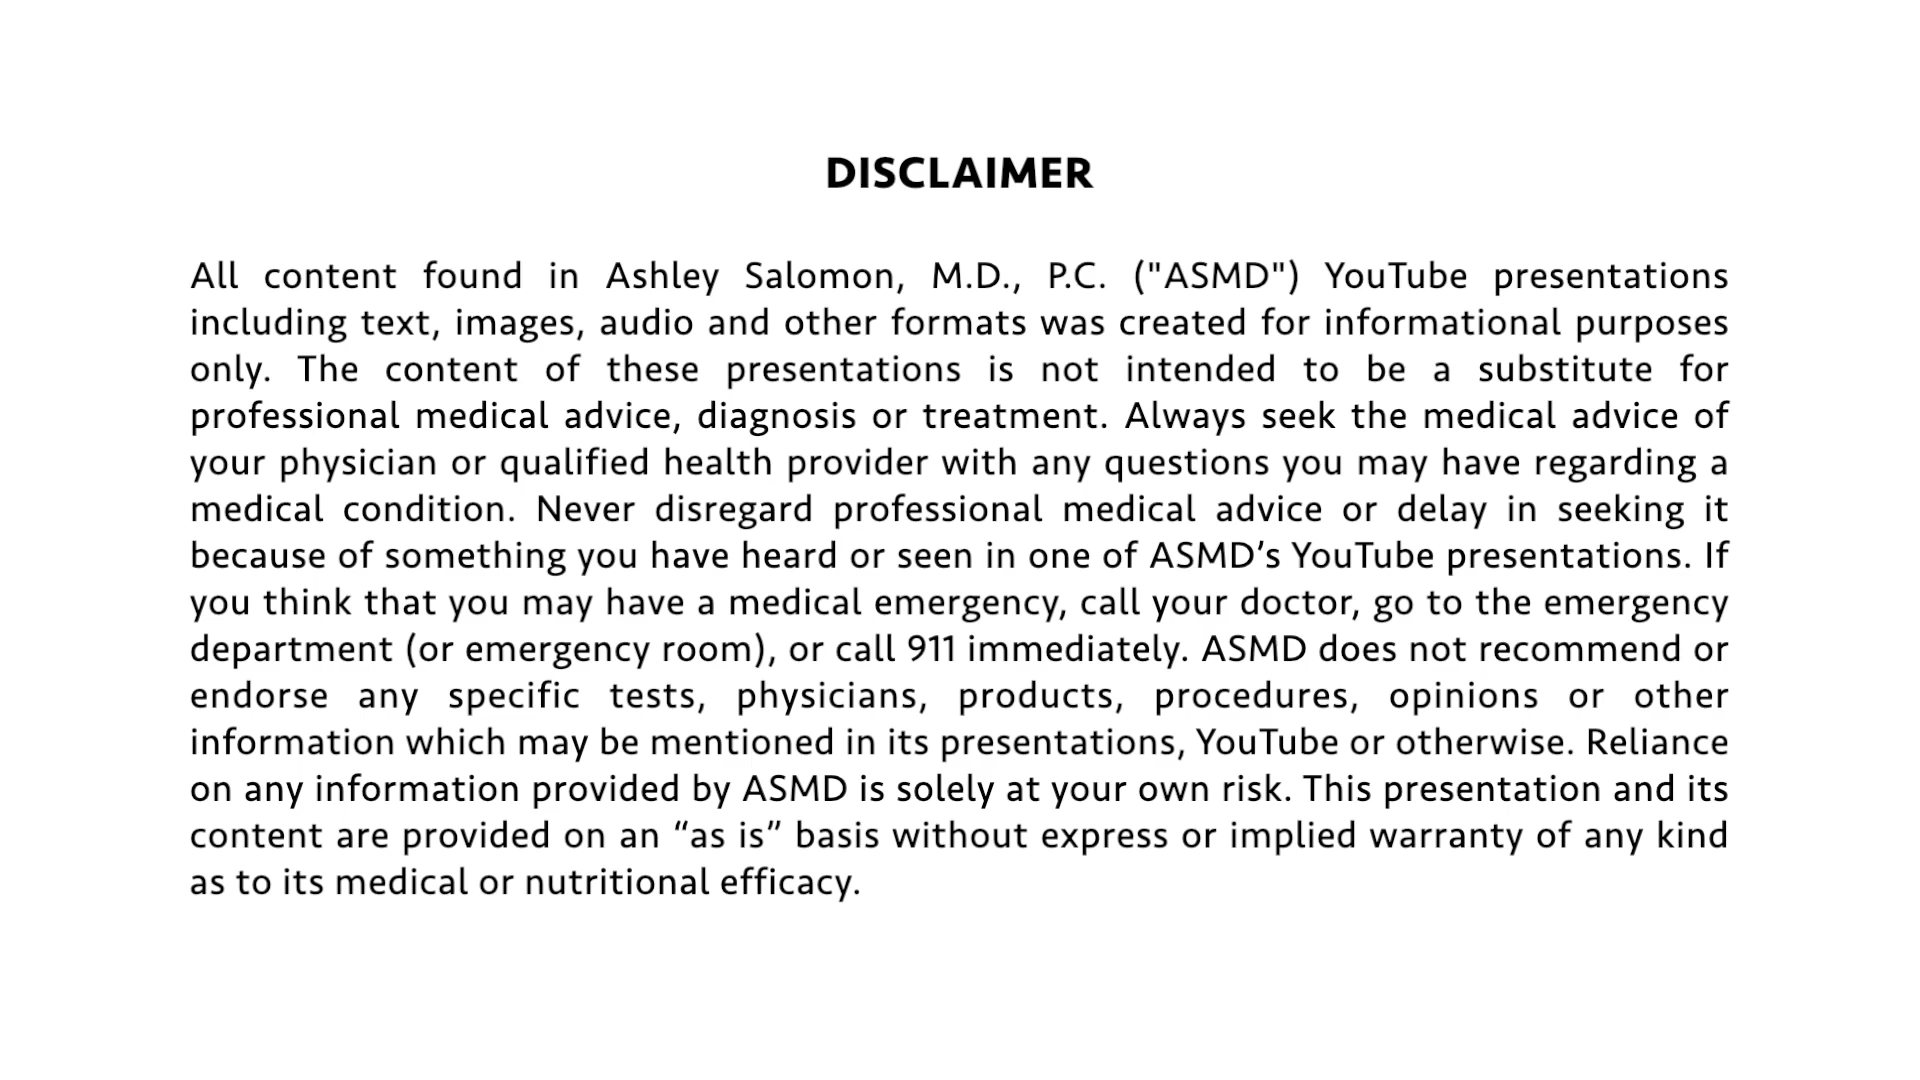 DISCLAIMER
All content found in Ashley Salomon, M.D., P.C. ("ASMD") YouTube presentations
including text, images, audio and other formats was created for informational purposes
only. The content of these presentations is not intended to be a substitute for
professional medical advice, diagnosis or treatment. Always seek the medical advice of
your physician or qualified health provider with any questions you may have regarding a
medical condition. Never disregard professional medical advice or delay in seeking it
because of something you have heard or seen in one of ASMD’s YouTube presentations. If
you think that you may have a medical emergency, call your doctor, go to the emergency
department (or emergency room), or call 911 immediately. ASMD does not recommend or
endorse any specific tests, physicians, products, procedures, opinions or other
information which may be mentioned in its presentations, YouTube or otherwise. Reliance
on any information provided by ASMD is solely at your own risk. This presentation and its
content are provided on an “as is” basis without express or implied warranty of any kind
as to its medical or nutritional efficacy.